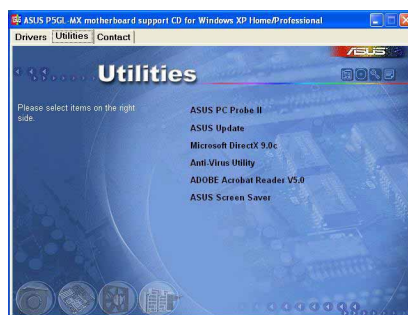 ASUS P5GL-MX motherboard support CD for Windows XP Home/Professional
Drivers Utilities Contact
ASUS
Utilities
Please select items on the right
side.
ASUS PC Probe II
ASUS Update
Microsoft DirectX 9.0c
Anti-Virus Utility
ADOBE Acrobat Reader V5.0
ASUS Screen Saver